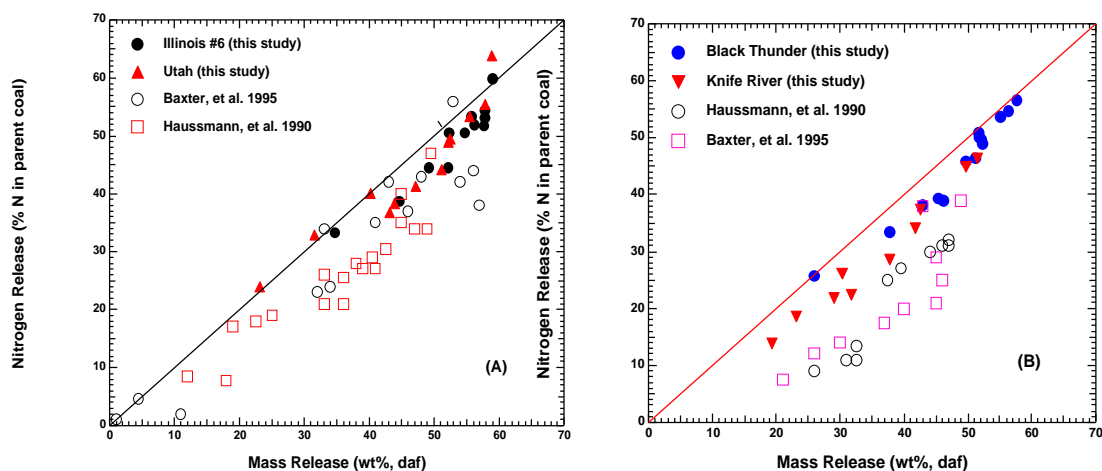 Nitrogen Release (% N in parent coal)
70
60
50
40
30
20
10
0
Illinois #6 (this study)
Utah (this study)
Baxter, et al. 1995
Haussmann, et al. 1990
(A)
0 10 20 30 40 50 60 70
Mass Release (wt%, daf)
Nitrogen Release (% N in parent coal)
70
60
50
40
30
20
10
0
Black Thunder (this study)
Knife River (this study)
Haussmann, et al. 1990
Baxter, et al. 1995
(B)
0 10 20 30 40 50 60 70
Mass Release (wt%, daf)